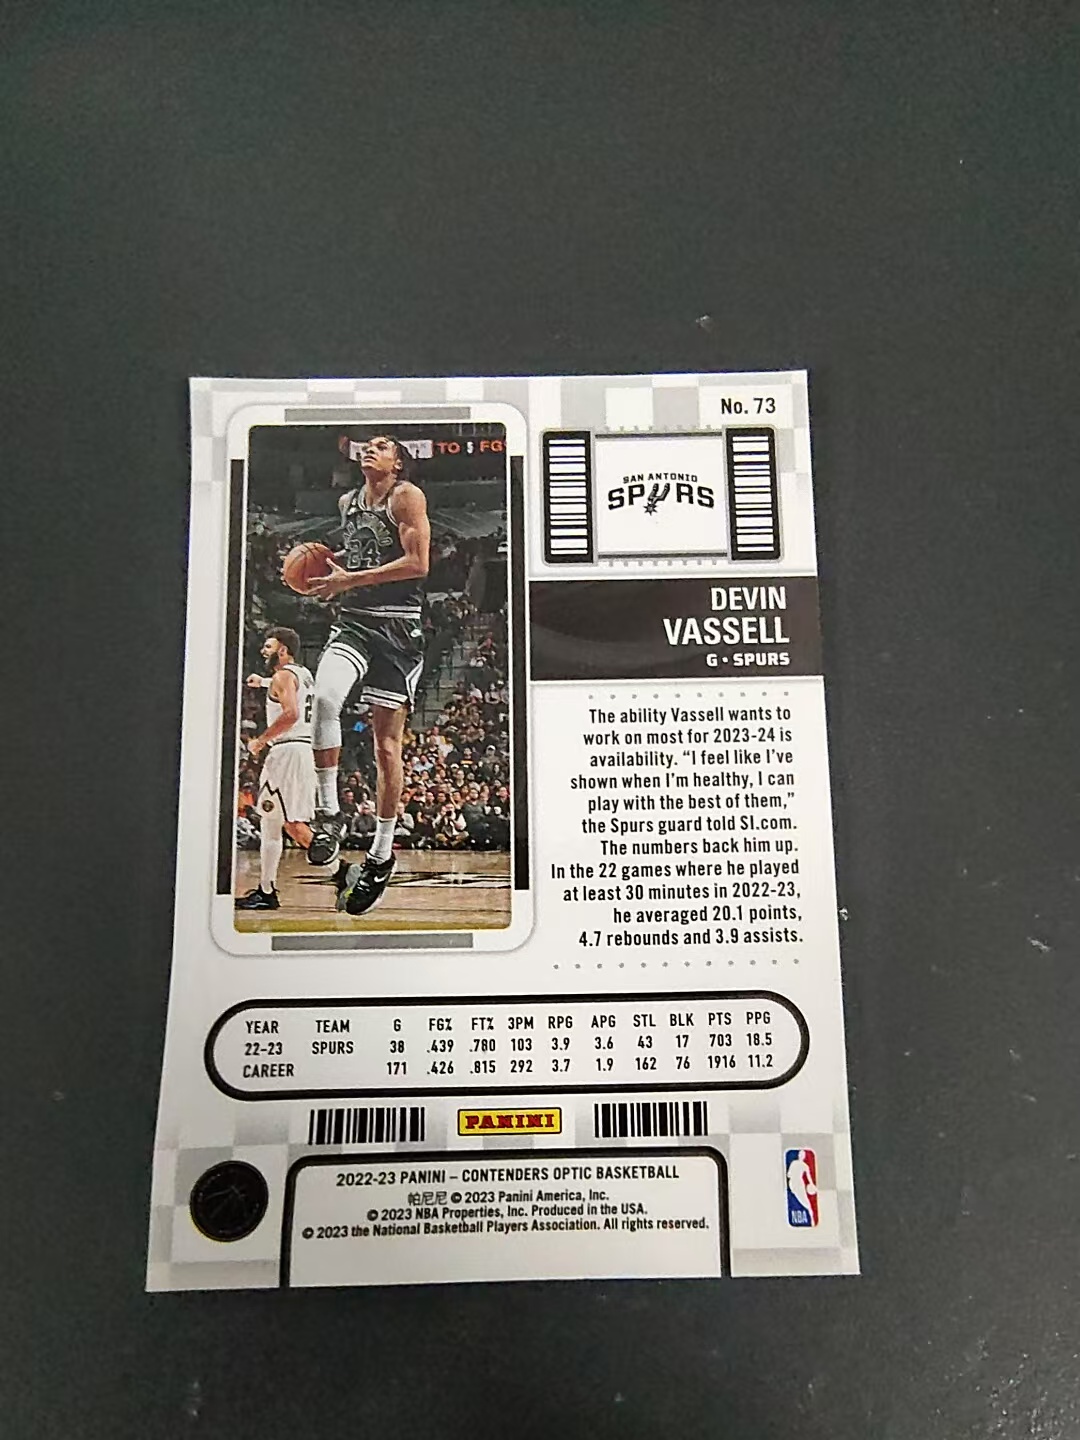 No. 73
TO 5 FG
SAN ANTONIO
SPURS
24
2
DEVIN
VASSELL
G • SPURS
The ability Vassell wants to
work on most for 2023-24 is
availability. “I feel like I’ve
shown when I’m healthy, I can
play with the best of them,”
the Spurs guard told SI.com.
The numbers back him up.
In the 22 games where he played
at least 30 minutes in 2022-23,
he averaged 20.1 points,
4.7 rebounds and 3.9 assists.
YEAR TEAM G FG% FT% 3PM RPG APG STL BLK PTS PPG
22-23 SPURS 38 .439 .780 103 3.9 3.6 43 17 703 18.5
CAREER 171 .426 .815 292 3.7 1.9 162 76 1916 11.2
PANINI
2022-23 PANINI – CONTENDERS OPTIC BASKETBALL
帕尼尼 © 2023 Panini America, Inc.
© 2023 NBA Properties, Inc. Produced in the USA.
© 2023 the National Basketball Players Association. All rights reserved.
NBA